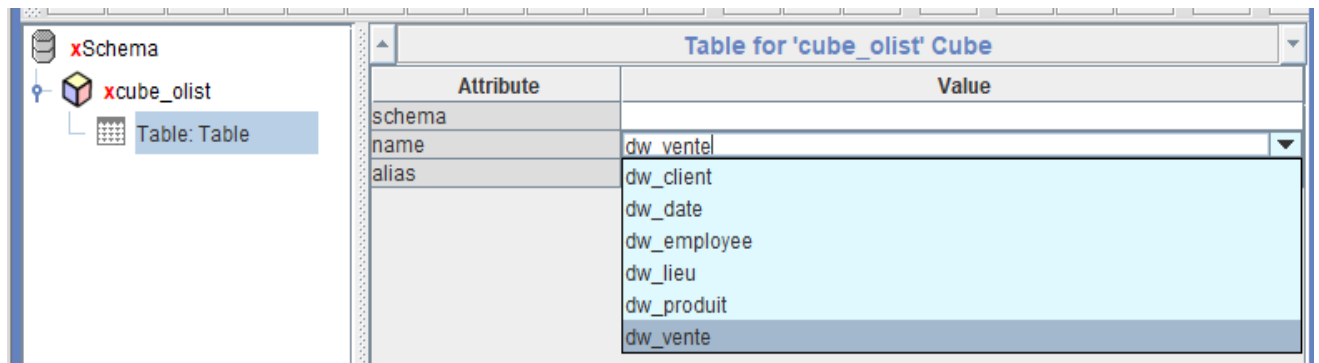 xSchema
xcube_olist
Table: Table
Table for 'cube_olist' Cube
Attribute Value
schema
name dw_vente
alias
dw_client
dw_date
dw_employee
dw_lieu
dw_produit
dw_vente